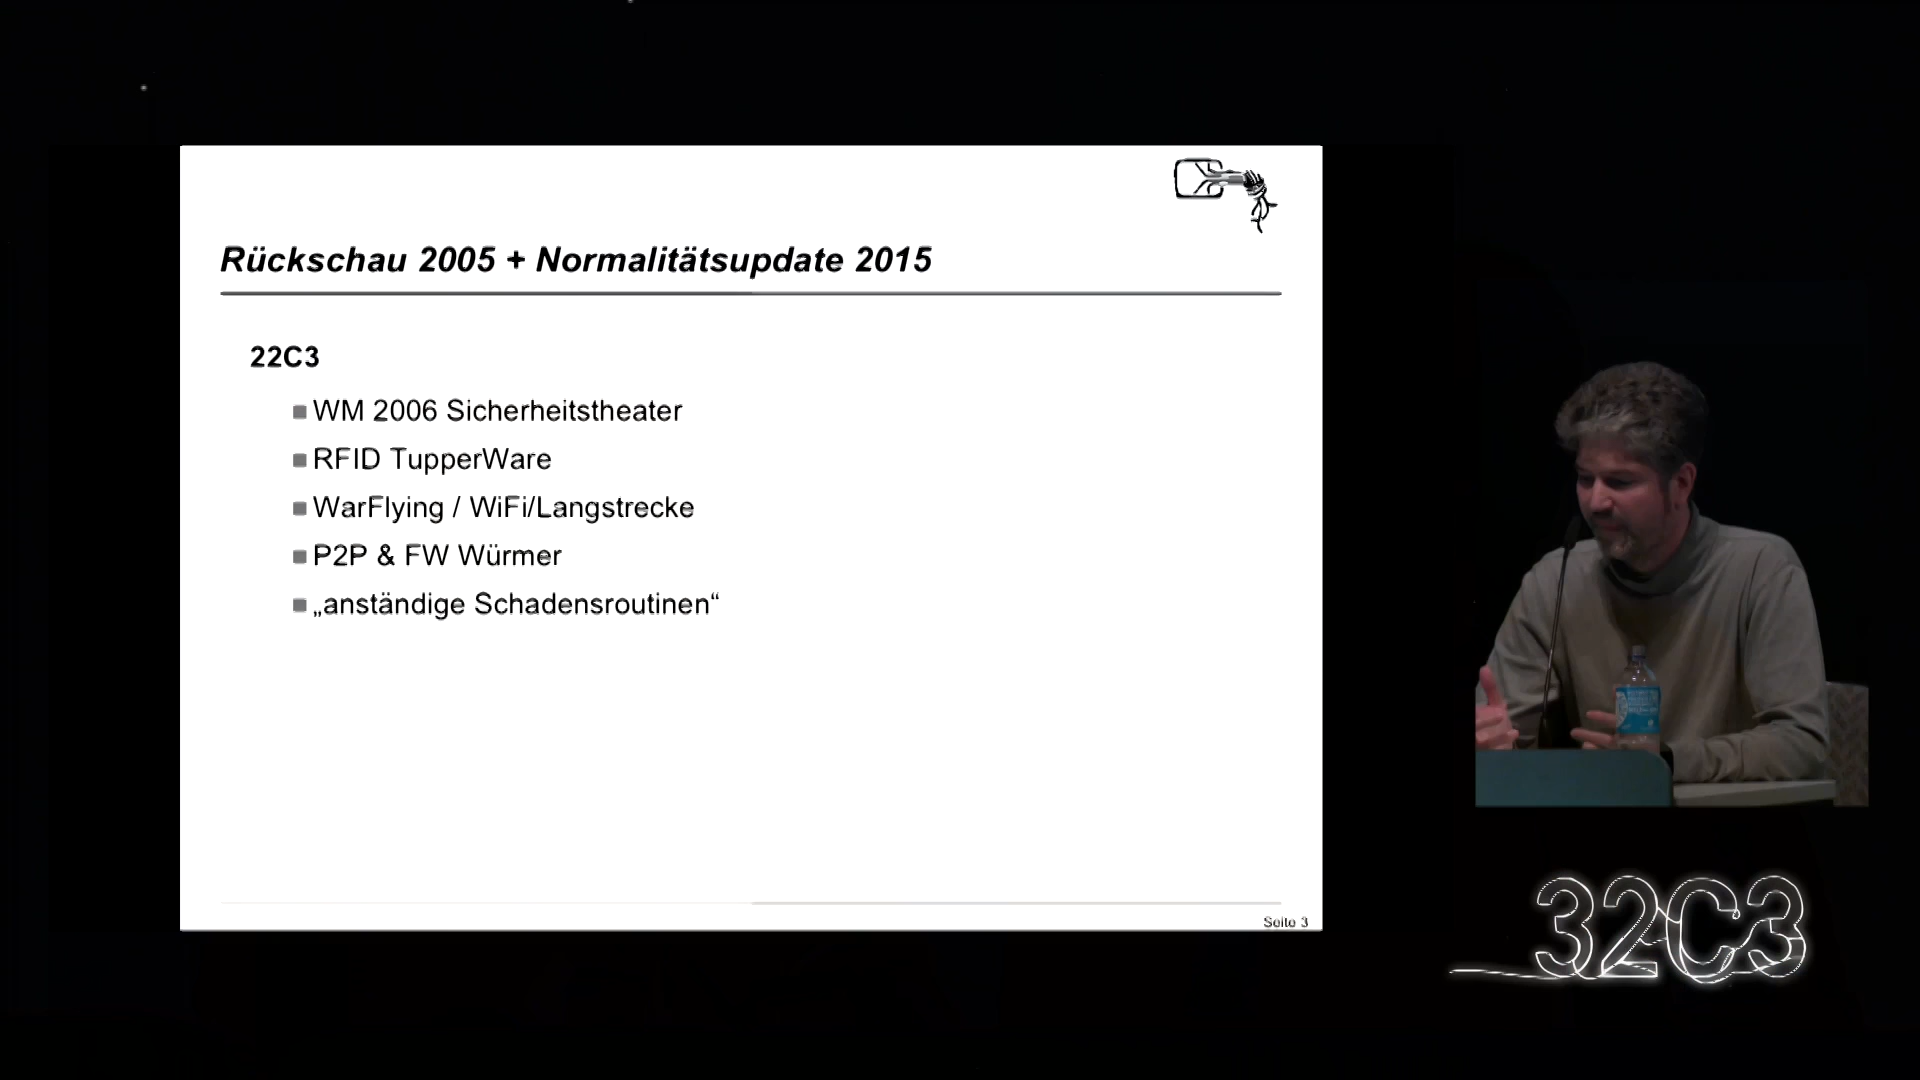 Rückschau 2005 + Normalitätsupdate 2015
22C3
WM 2006 Sicherheitstheater
RFID TupperWare
WarFlying / WiFi/Langstrecke
P2P & FW Würmer
„anständige Schadensroutinen“
Seite 3
32C3